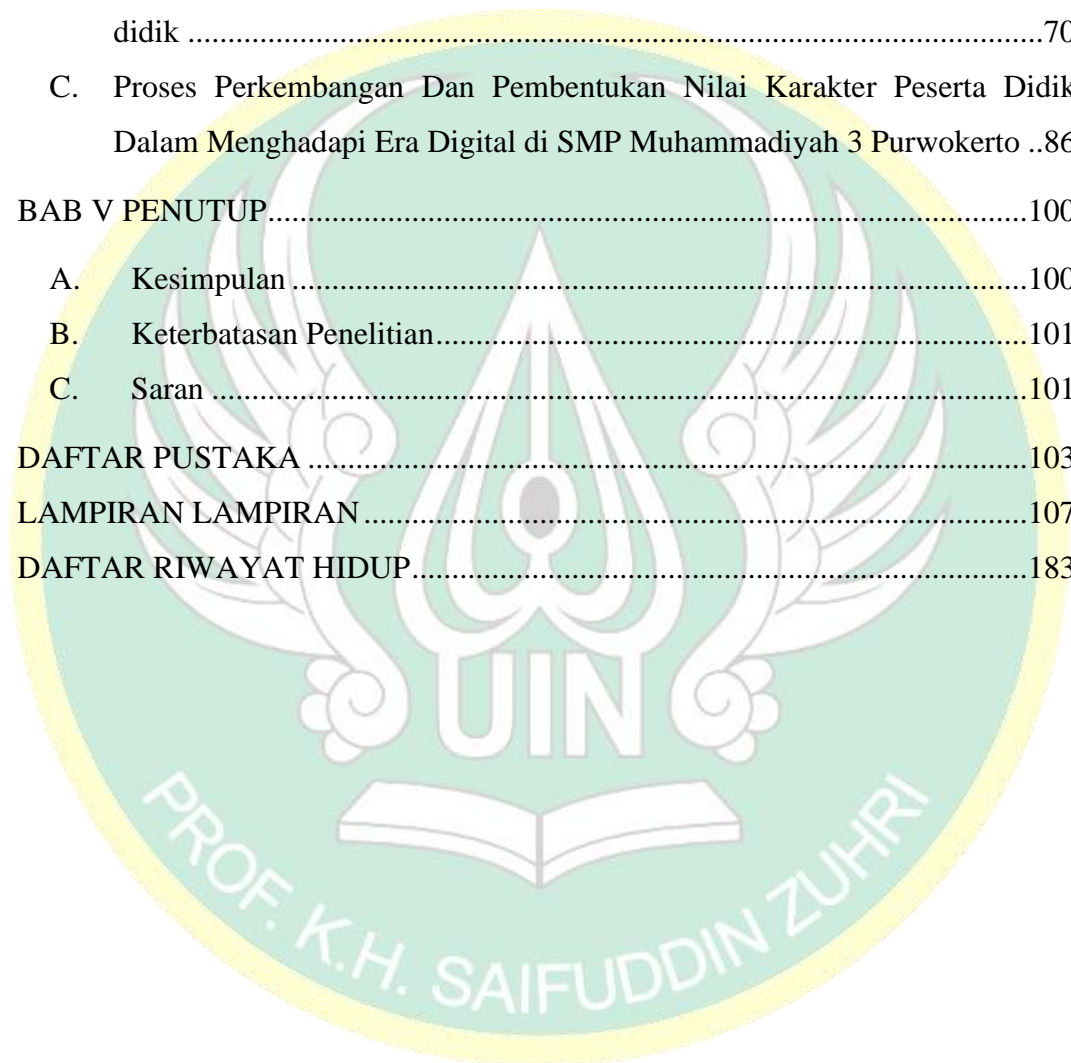 didik ..............................................................................................................70
C. Proses Perkembangan Dan Pembentukan Nilai Karakter Peserta Didik
Dalam Menghadapi Era Digital di SMP Muhammadiyah 3 Purwokerto ..86
BAB V PENUTUP................................................................................................100
A. Kesimpulan.............................................................................................100
B. Keterbatasan Penelitian...........................................................................101
C. Saran .......................................................................................................101
DAFTAR PUSTAKA ...........................................................................................103
LAMPIRAN LAMPIRAN....................................................................................107
DAFTAR RIWAYAT HIDUP..............................................................................183
UIN
PROF. K.H. SAIFUDDIN ZUHRI